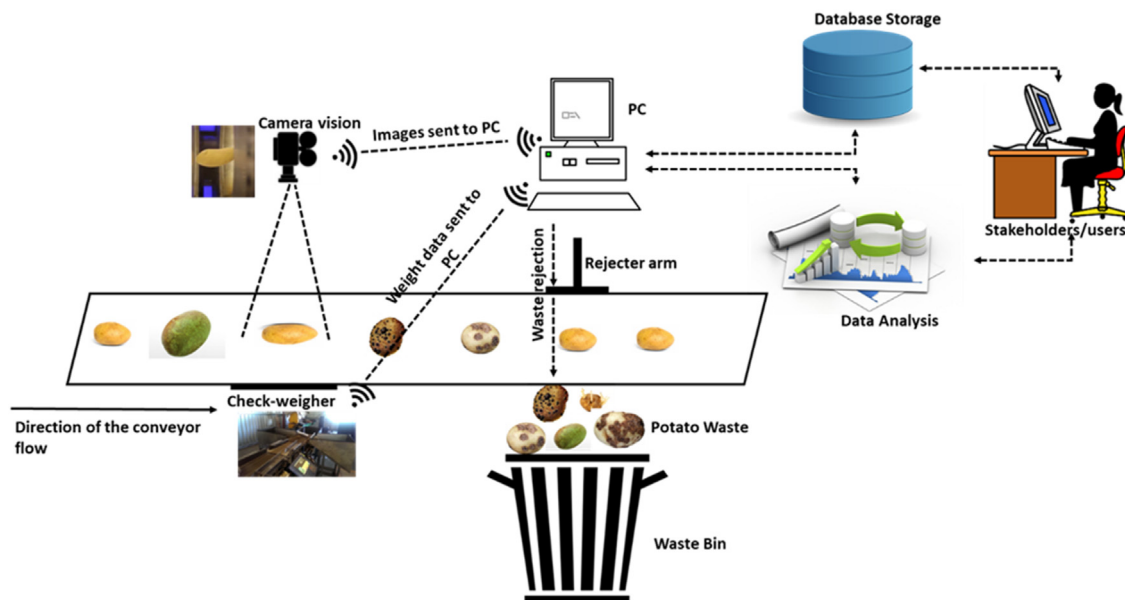 Database Storage
PC
Camera vision
Images sent to PC
Weight data sent to
PC
Waste rejection
Rejecter arm
Stakeholders/users
Data Analysis
Check-weigher
Direction of the conveyor
flow
Potato Waste
Waste Bin